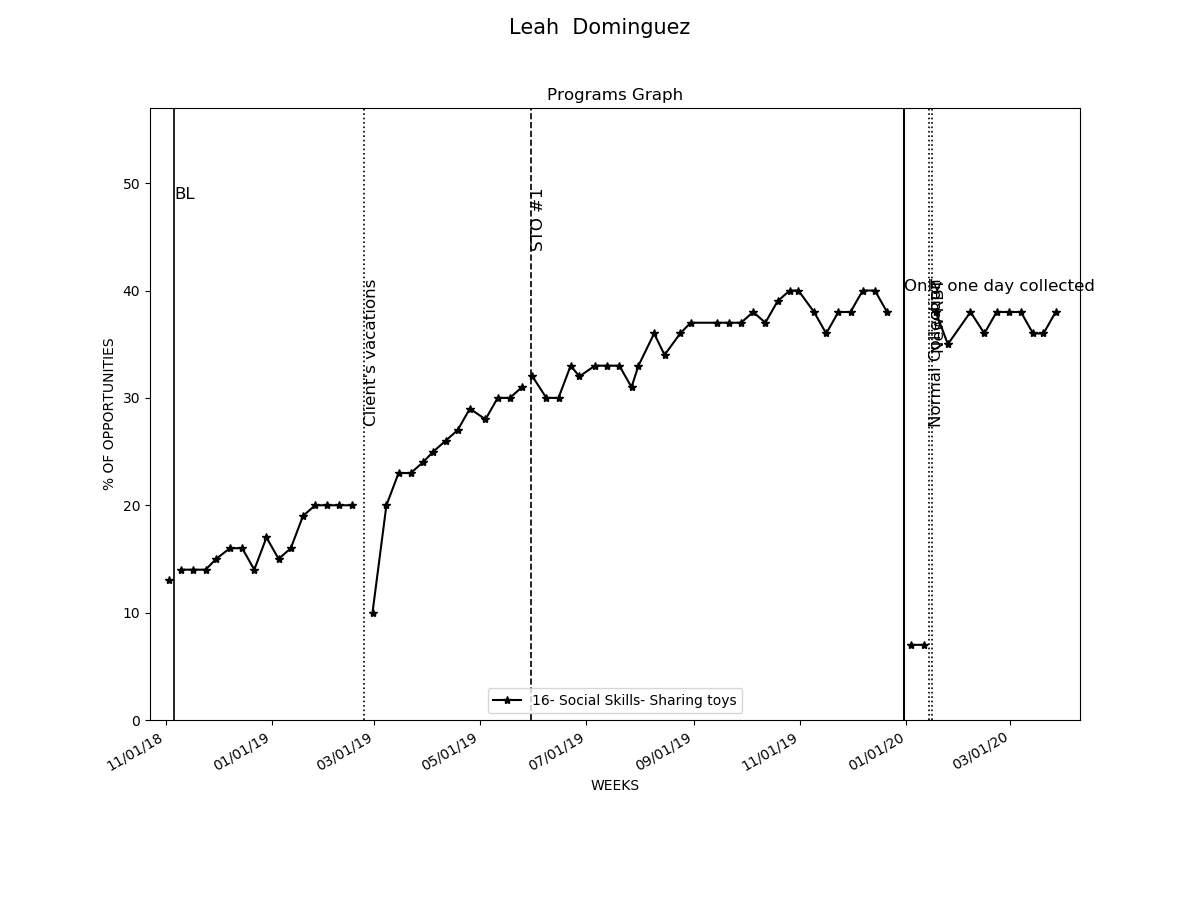 Leah  Dominguez
Programs Graph
BL
Client's vacations
STO #1
Only one day collected
Normal
% OF OPPORTUNITIES
50
40
30
20
10
0
16- Social Skills- Sharing toys
11/01/18
01/01/19
03/01/19
05/01/19
07/01/19
09/01/19
11/01/19
01/01/20
03/01/20
WEEKS